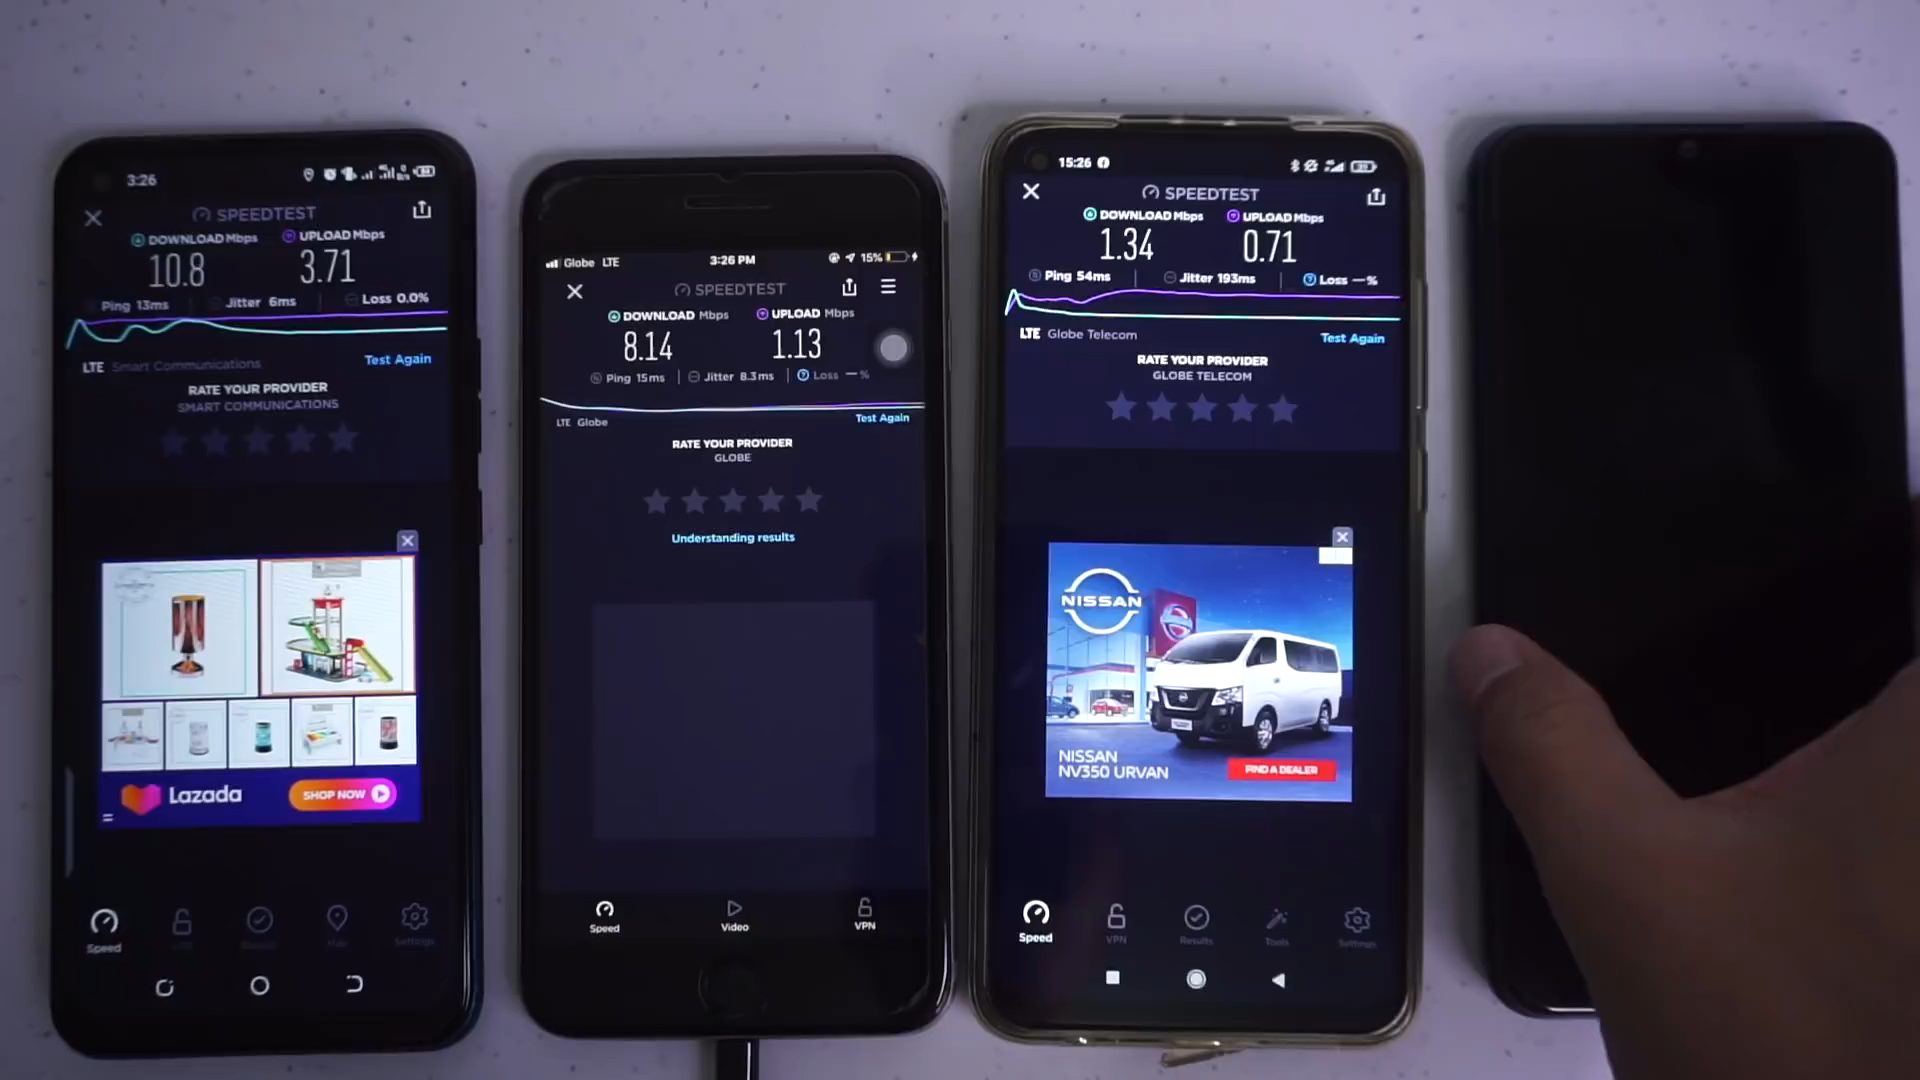 3:26
SPEEDTEST
DOWNLOAD Mbps
UPLOAD Mbps
10.8
3.71
Ping 13ms
Jitter 6ms
Loss 0.0%
LTE Smart Communications
Test Again
RATE YOUR PROVIDER
SMART COMMUNICATIONS
Lazada
SHOP NOW
Speed
VPN
Results
Map
Settings
Globe LTE
3:26 PM
15%
SPEEDTEST
DOWNLOAD Mbps
UPLOAD Mbps
8.14
1.13
Ping 15ms
Jitter 8.3ms
Loss —%
LTE Globe
Test Again
RATE YOUR PROVIDER
GLOBE
Understanding results
Speed
Video
VPN
15:26
SPEEDTEST
DOWNLOAD Mbps
UPLOAD Mbps
1.34
0.71
Ping 54ms
Jitter 193ms
Loss —%
LTE Globe Telecom
Test Again
RATE YOUR PROVIDER
GLOBE TELECOM
NISSAN
NISSAN
NV350 URVAN
FIND A DEALER
Speed
VPN
Results
Tools
Settings